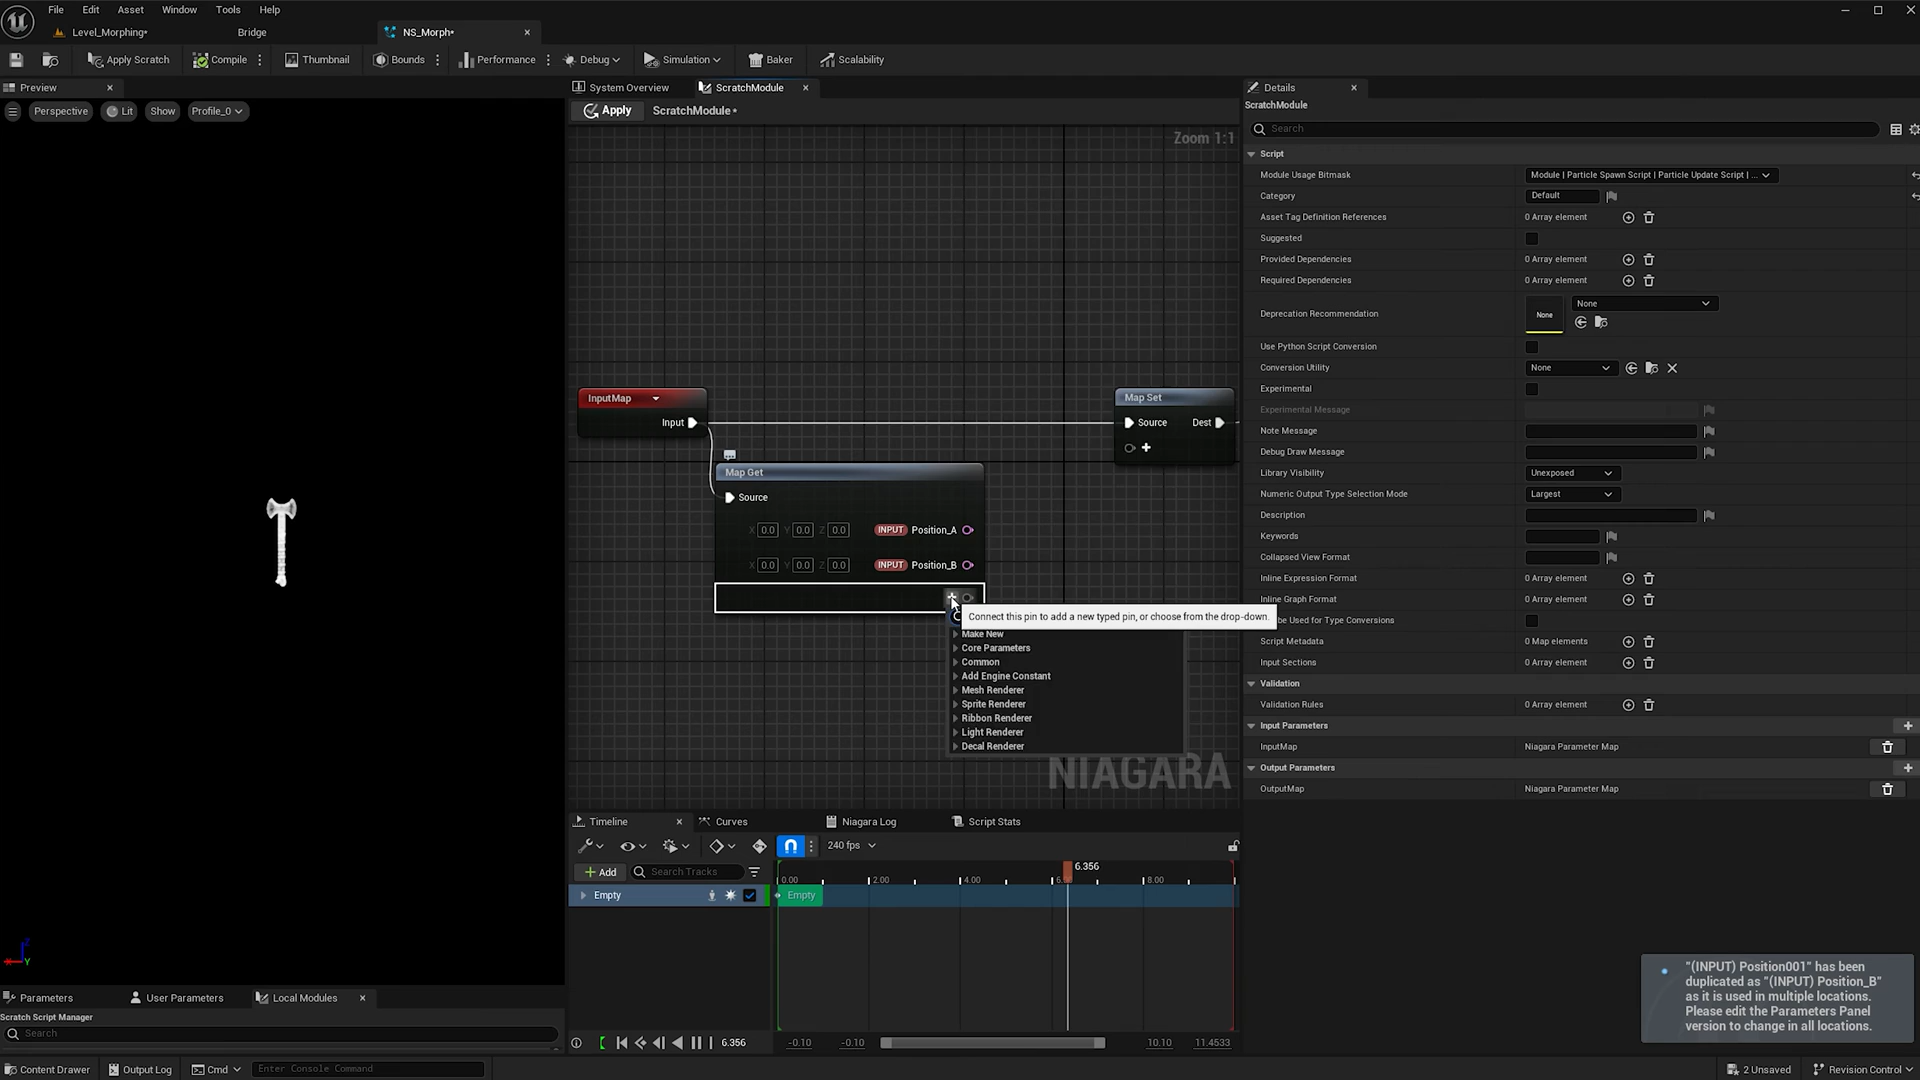 File Edit Asset Window Tools Help
Level_Morphing* Bridge NS_Morph*
Apply Scratch Compile Thumbnail Bounds Performance Debug Simulation Baker Scalability
Preview System Overview ScratchModule Details
Perspective Lit Show Profile_0
Apply ScratchModule*
ScratchModule
Search
Zoom 1:1
Script
Module Usage Bitmask Module | Particle Spawn Script | Particle Update Script | ...
Category Default
Asset Tag Definition References 0 Array element
Suggested
Provided Dependencies 0 Array element
Required Dependencies 0 Array element
Deprecation Recommendation None None
Use Python Script Conversion
Conversion Utility None
Experimental
Experimental Message
Note Message
Debug Draw Message
Library Visibility Unexposed
Numeric Output Type Selection Mode Largest
Description
Keywords
Collapsed View Format
Inline Expression Format 0 Array element
Inline Graph Format 0 Array element
be Used for Type Conversions
Script Metadata 0 Map elements
Input Sections 0 Array element
Validation
Validation Rules 0 Array element
Input Parameters
InputMap Niagara Parameter Map
Output Parameters
OutputMap Niagara Parameter Map
InputMap
Input
Map Set
Source Dest
Map Get
Source
X 0.0 Y 0.0 Z 0.0 INPUT Position_A
X 0.0 Y 0.0 Z 0.0 INPUT Position_B
Connect this pin to add a new typed pin, or choose from the drop-down.
Make New
Core Parameters
Common
Add Engine Constant
Mesh Renderer
Sprite Renderer
Ribbon Renderer
Light Renderer
Decal Renderer
NIAGARA
Timeline Curves Niagara Log Script Stats
240 fps
Add Search Tracks
6.356
0.00 2.00 4.00 8.00
Empty Empty
6.356 -0.10 -0.10 10.10 11.4533
Z
X Y
Parameters User Parameters Local Modules
Scratch Script Manager
Search
"(INPUT) Position001" has been
duplicated as "(INPUT) Position_B"
as it is used in multiple locations.
Please edit the Parameters Panel
version to change in all locations.
Content Drawer Output Log Cmd Enter Console Command 2 Unsaved Revision Control